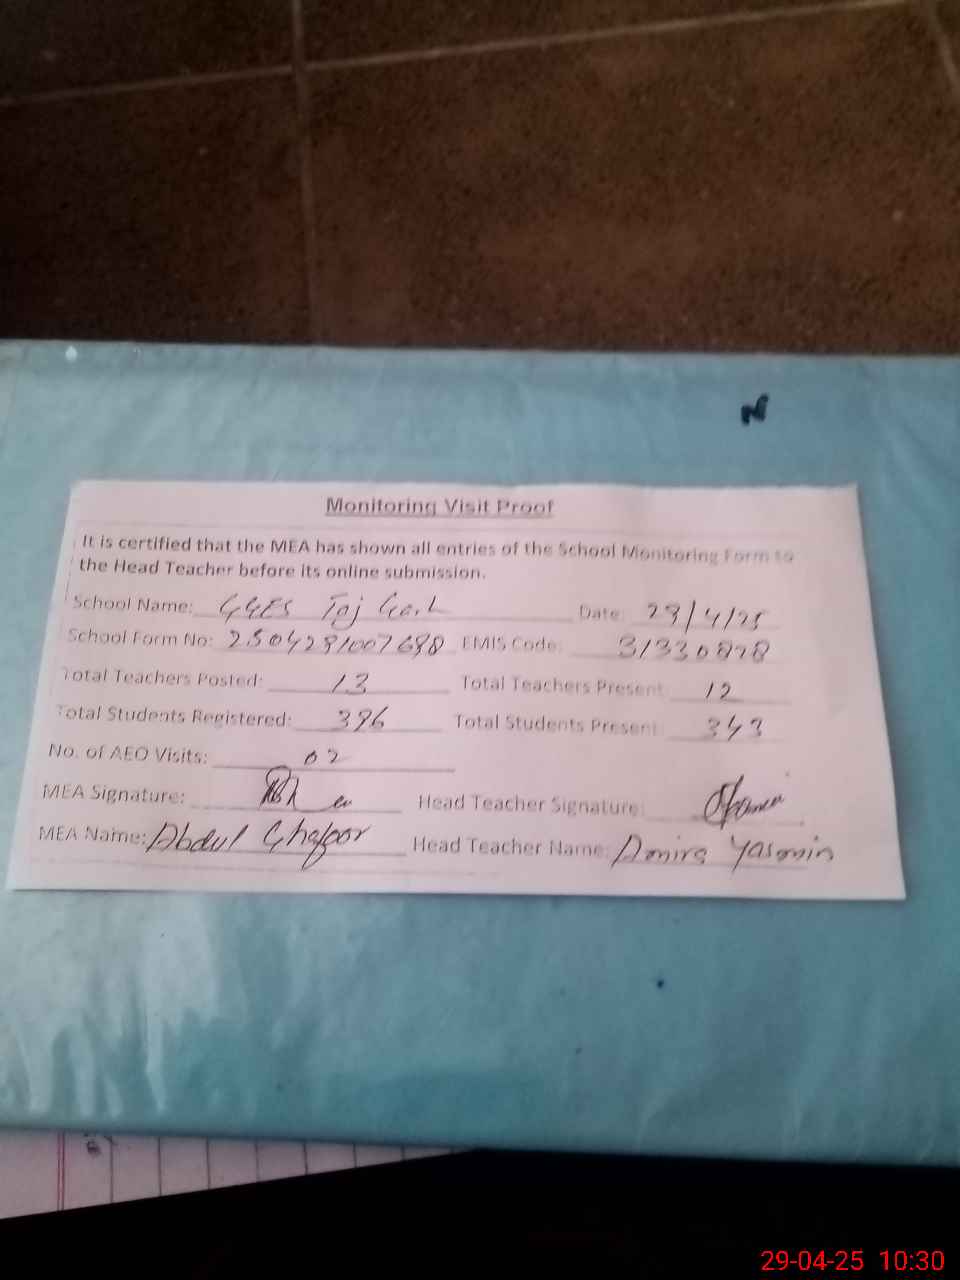 N
Monitoring Visit Proof
It is certified that the MEA has shown all entries of the School Monitoring Form to
the Head Teacher before its online submission.
School Name: GGES Taj Garh Date: 29/4/25
School Form No: EMIS Code: 31330898
Total Teachers Posted: 13 Total Teachers Present: 12
Total Students Registered: 396 Total Students Present: 343
No. of AEO Visits: 02
MEA Signature: Head Teacher Signature:
MEA Name: Abdul Ghafoor Head Teacher Name: Amira Yasmin
29-04-25 10:30